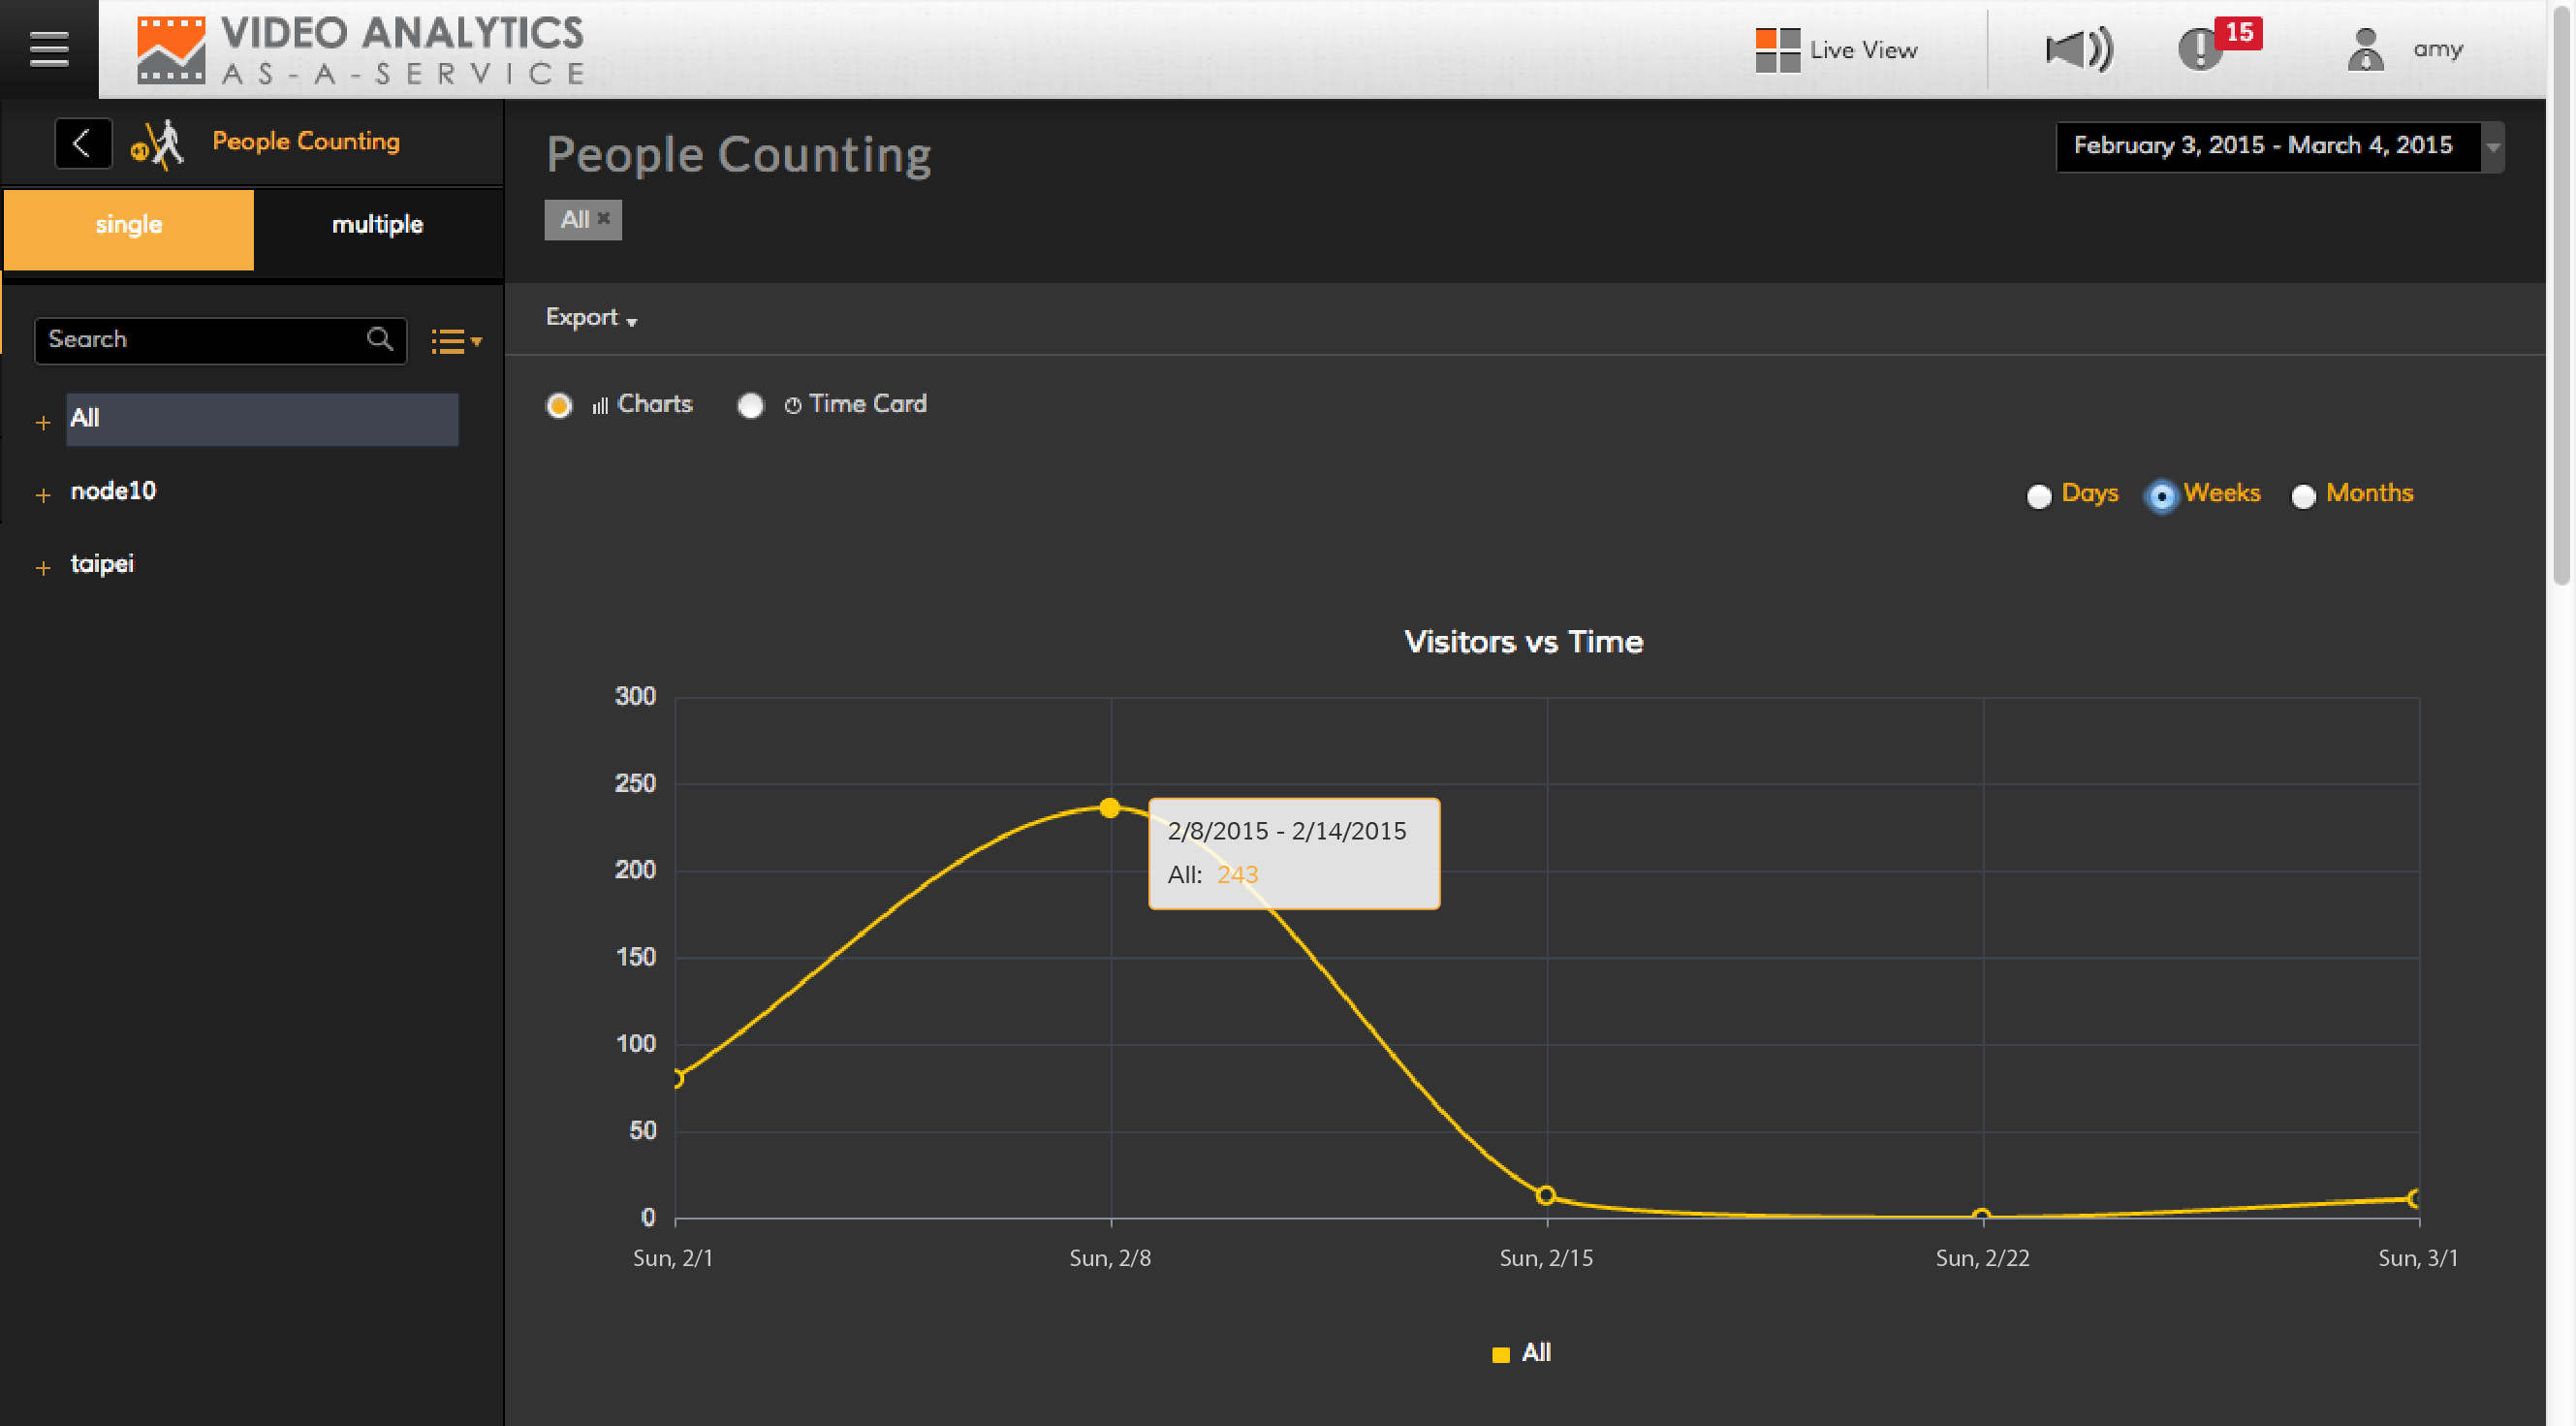 VIDEO ANALYTICS
AS-A-SERVICE
Live View
15
amy
+1
People Counting
single
multiple
Search
+ All
+ node10
+ taipei
People Counting
February 3, 2015 - March 4, 2015
All ×
Export
Charts
Time Card
Days
Weeks
Months
Visitors vs Time
300
250
200
150
100
50
0
2/8/2015 - 2/14/2015
All: 243
Sun, 2/1
Sun, 2/8
Sun, 2/15
Sun, 2/22
Sun, 3/1
All